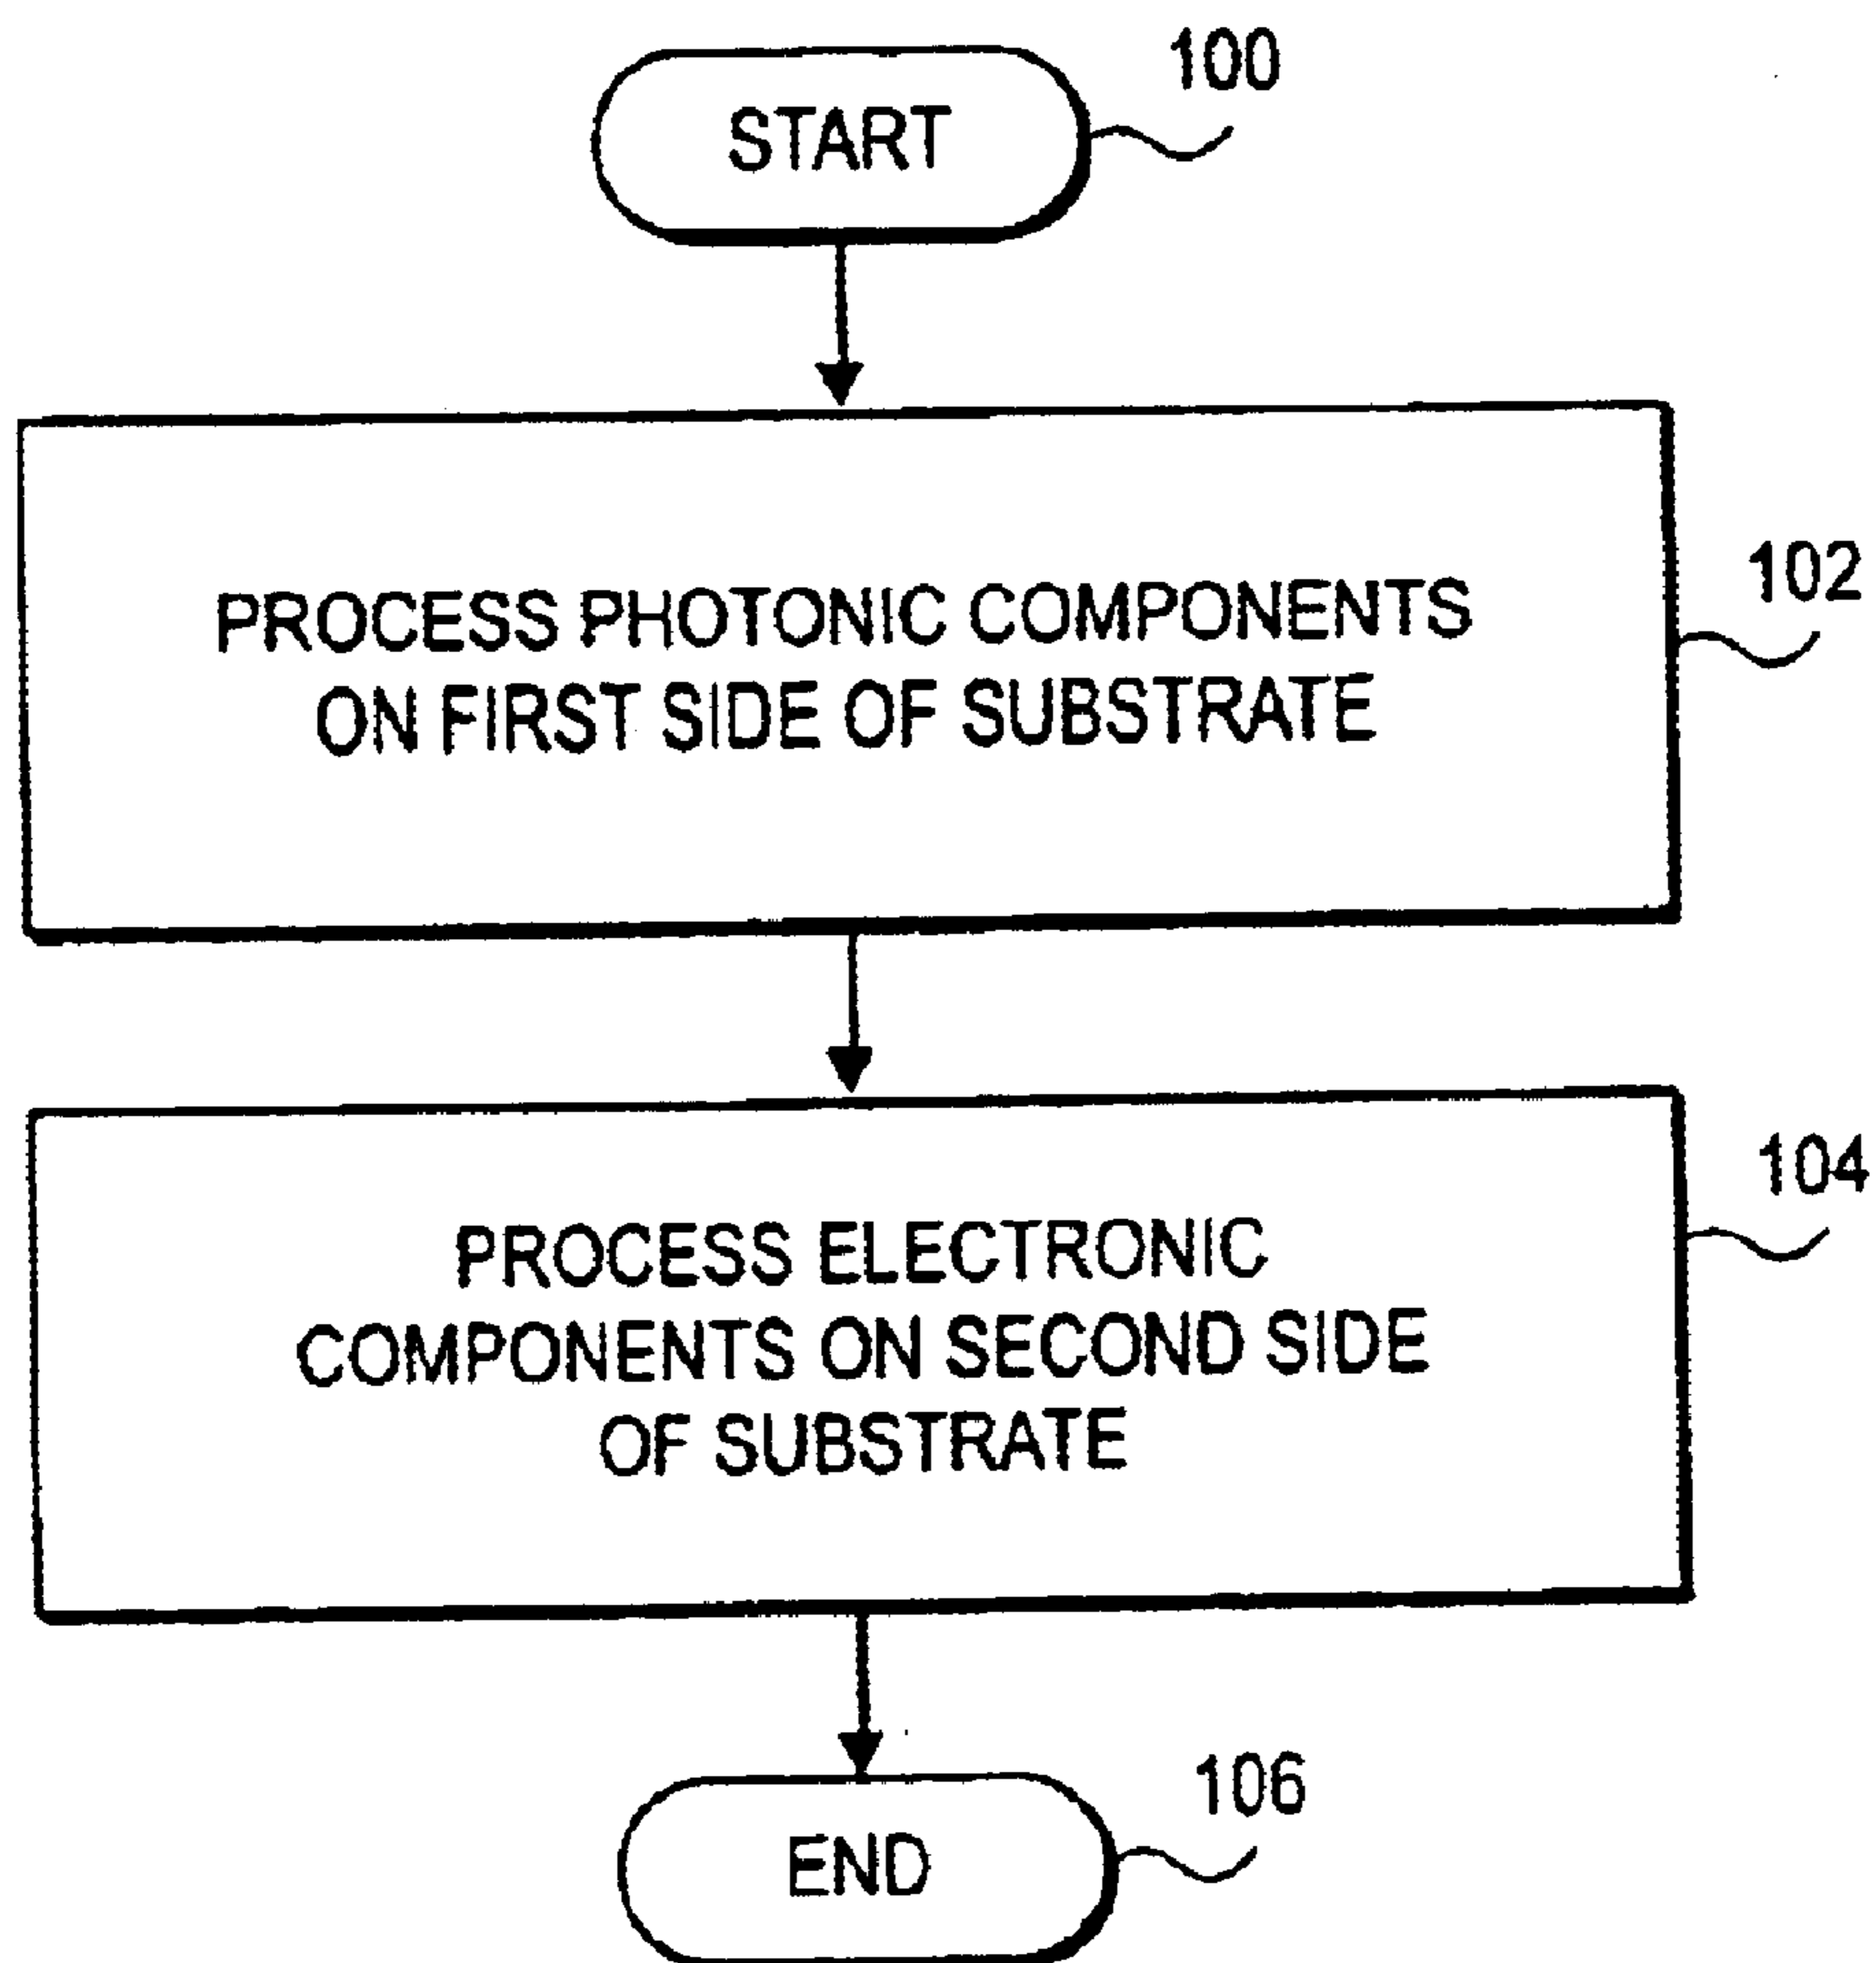 100
START
102
PROCESS PHOTONIC COMPONENTS
ON FIRST SIDE OF SUBSTRATE
104
PROCESS ELECTRONIC
COMPONENTS ON SECOND SIDE
OF SUBSTRATE
106
END